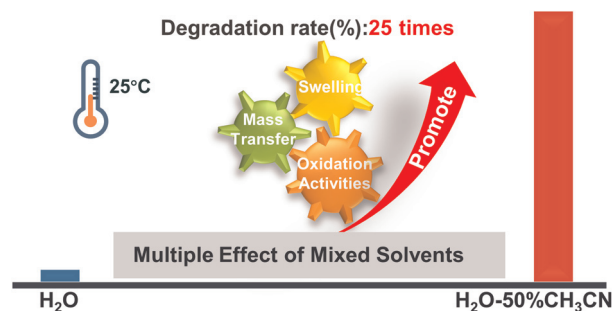 Degradation rate(%):25 times
25°C
Swelling
Mass
Transfer
Oxidation
Activities
Promote
Multiple Effect of Mixed Solvents
H₂O
H₂O-50%CH₃CN